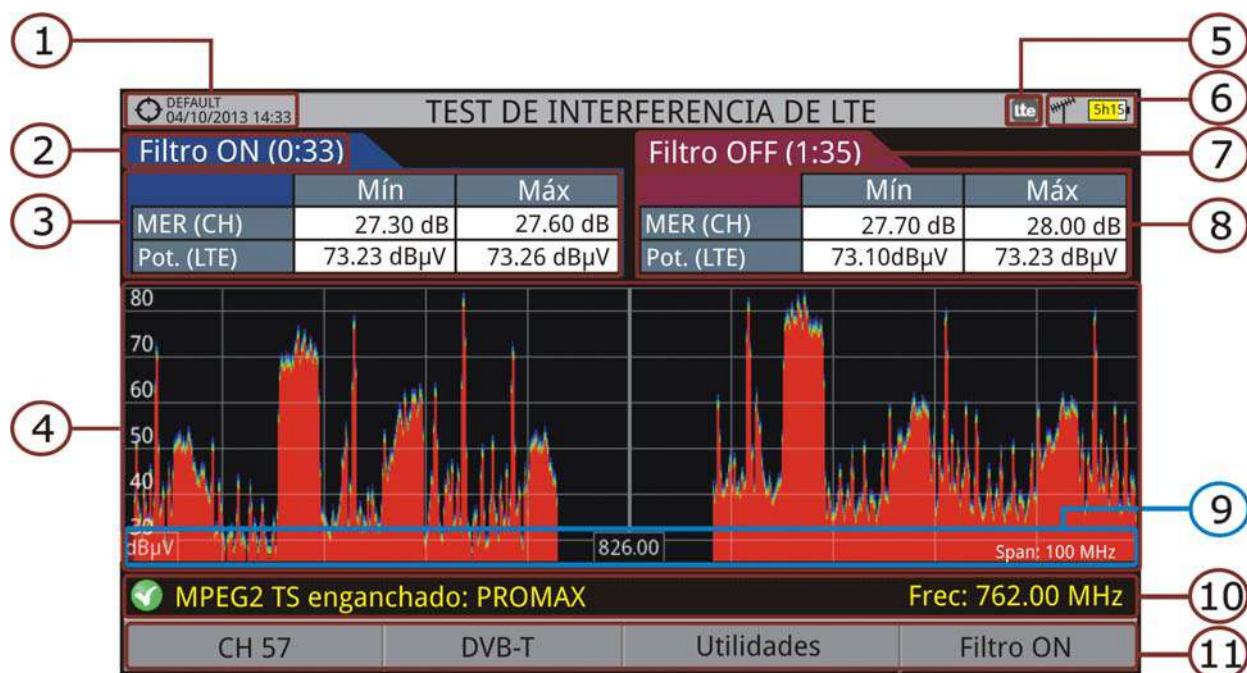 1
5
DEFAULT
04/10/2013 14:33
TEST DE INTERFERENCIA DE LTE
lte
5h15
6
2
Filtro ON (0:33)
Filtro OFF (1:35)
7
3
Mín Máx
MER (CH) 27.30 dB 27.60 dB
Pot. (LTE) 73.23 dBµV 73.26 dBµV
Mín Máx
MER (CH) 27.70 dB 28.00 dB
Pot. (LTE) 73.10dBµV 73.23 dBµV
8
80
70
60
50
40
30
4
9
dBµV
826.00
Span: 100 MHz
MPEG2 TS enganchado: PROMAX
Frec: 762.00 MHz
10
CH 57
DVB-T
Utilidades
Filtro ON
11